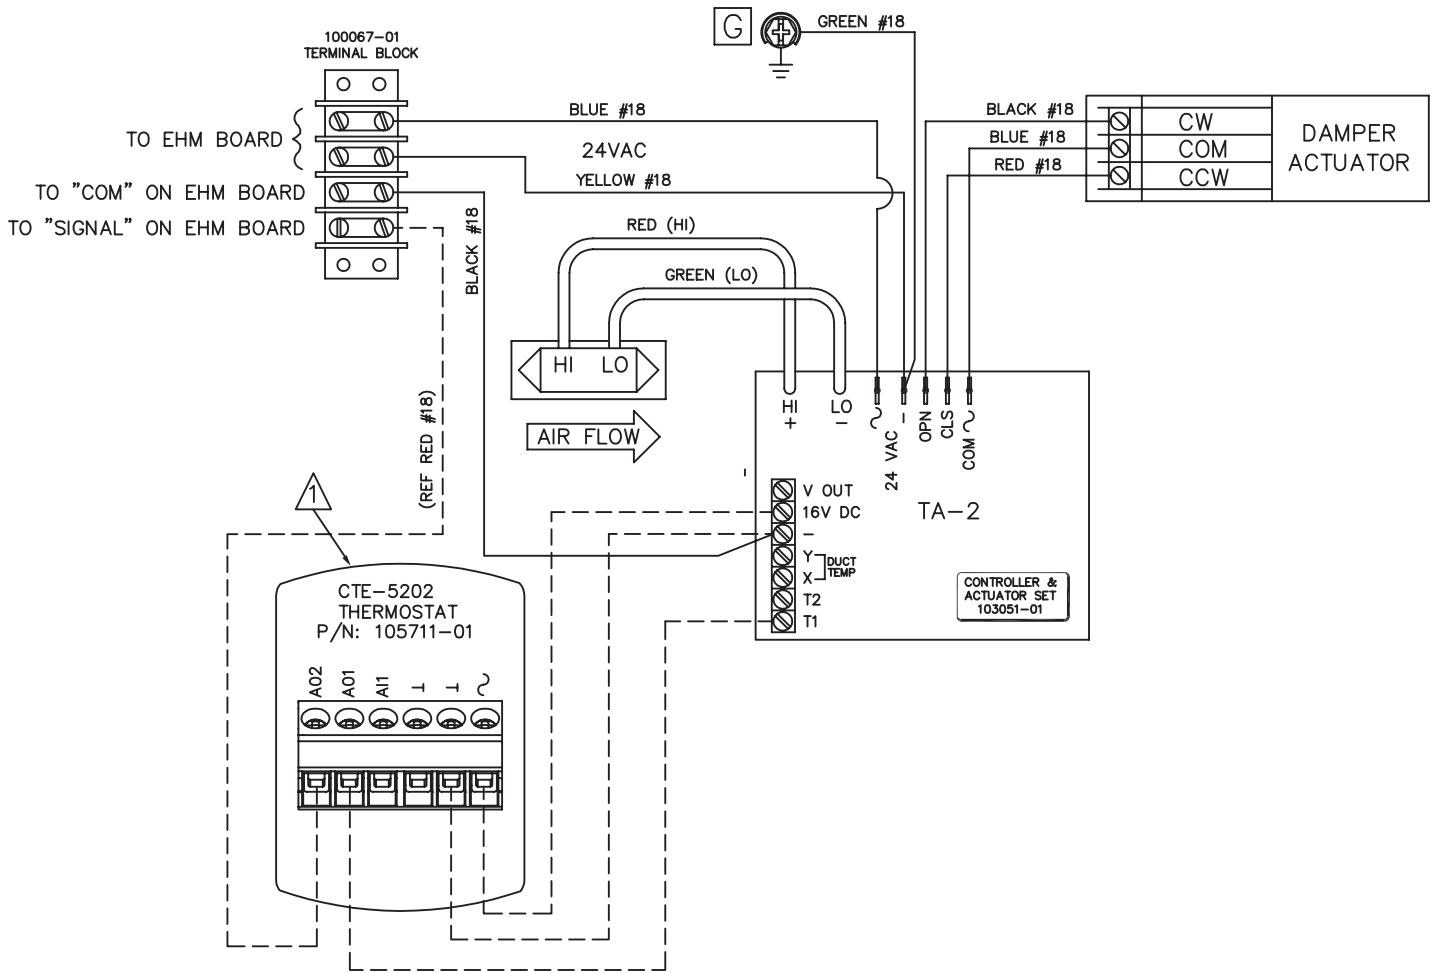 G
GREEN #18
100067-01
TERMINAL BLOCK
BLUE #18
24VAC
YELLOW #18
TO EHM BOARD
TO "COM" ON EHM BOARD
TO "SIGNAL" ON EHM BOARD
BLACK #18
BLACK #18
BLUE #18
RED #18
CW
COM
CCW
DAMPER
ACTUATOR
RED (HI)
GREEN (LO)
HI LO
AIR FLOW
(REF RED #18)
HI
+
LO
-
~
-
24 VAC
OPN
CLS
COM ~
-
V OUT
16V DC
-
Y
X
DUCT
TEMP
T2
T1
TA-2
CONTROLLER &
ACTUATOR SET
103051-01
1
CTE-5202
THERMOSTAT
P/N: 105711-01
AO2
AO1
AI1
⊥
⊥
~